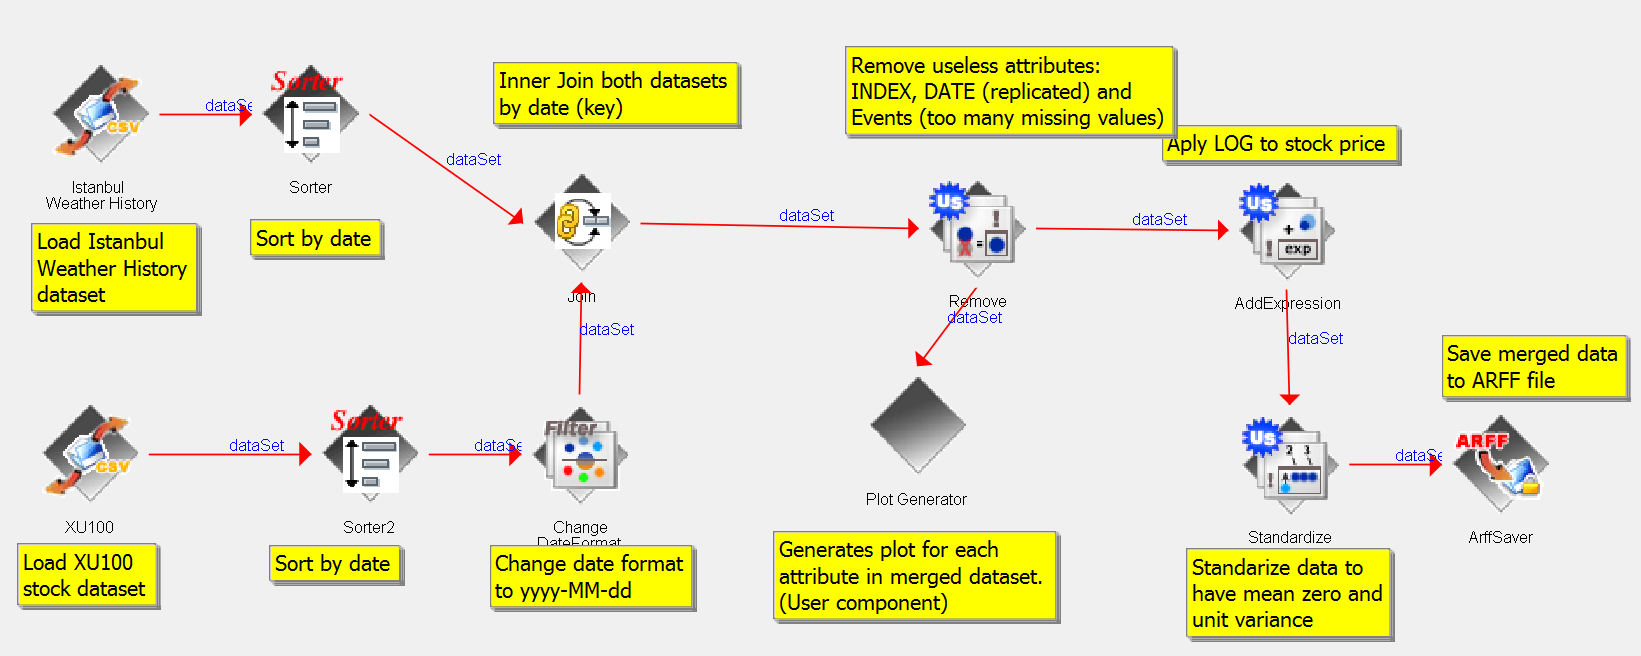 Sorter
CSV
dataSe
Istanbul
Weather History
Sorter
Load Istanbul
Weather History
dataset
Sort by date
dataSet
Inner Join both datasets
by date (key)
Join
dataSet
dataSet
Remove useless attributes:
INDEX, DATE (replicated) and
Events (too many missing values)
Aply LOG to stock price
Us
Remove
dataSet
dataSet
Us
exp
AddExpression
dataSet
CSV
XU100
Load XU100
stock dataset
dataSet
Sorter
Sorter2
Sort by date
dataSe
Filter
Change
DateFormat
Change date format
to yyyy-MM-dd
Plot Generator
Generates plot for each
attribute in merged dataset.
(User component)
Us
2 3
Standardize
Standarize data to
have mean zero and
unit variance
dataSe
Save merged data
to ARFF file
ARFF
ArffSaver